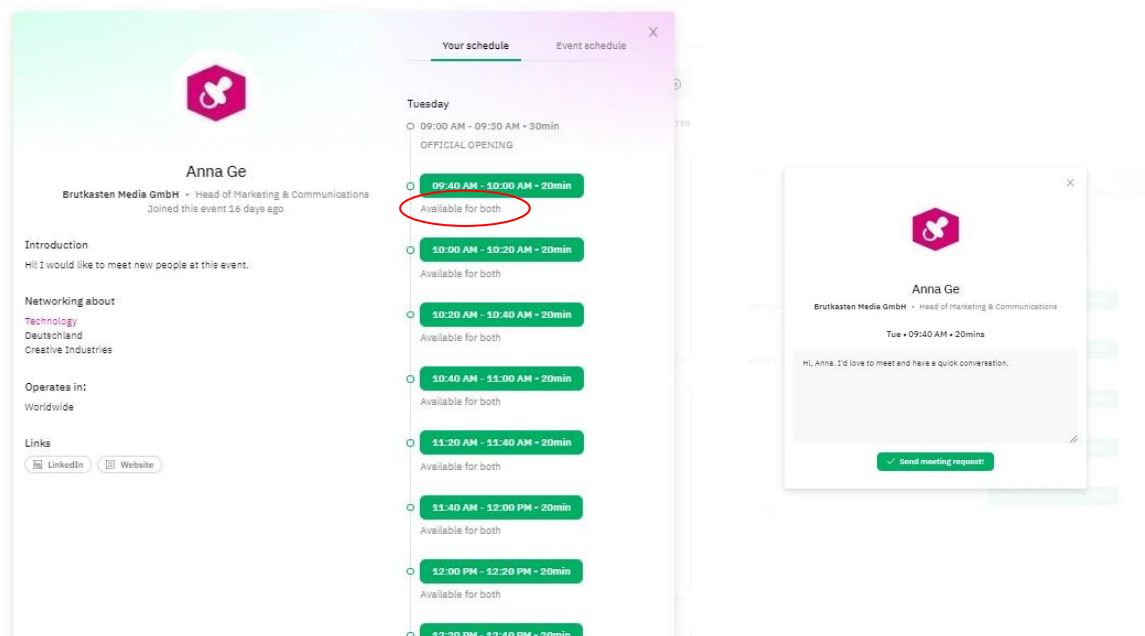 Your schedule
Event schedule
Anna Ge
Brutkasten Media GmbH • Head of Marketing & Communications
Joined this event 16 days ago
Introduction
Hi! I would like to meet new people at this event.
Networking about
Technology
Deutschland
Creative Industries
Operates in:
Worldwide
Links
LinkedIn
Website
Tuesday
09:00 AM - 09:30 AM • 30min
OFFICIAL OPENING
09:40 AM - 10:00 AM • 20min
Available for both
10:00 AM - 10:20 AM • 20min
Available for both
10:20 AM - 10:40 AM • 20min
Available for both
10:40 AM - 11:00 AM • 20min
Available for both
11:20 AM - 11:40 AM • 20min
Available for both
11:40 AM - 12:00 PM • 20min
Available for both
12:00 PM - 12:20 PM • 20min
Available for both
12:20 PM - 12:40 PM • 20min
Anna Ge
Brutkasten Media GmbH • Head of Marketing & Communications
Tue • 09:40 AM • 20mins
Hi, Anna. I'd love to meet and have a quick conversation.
Send meeting request!